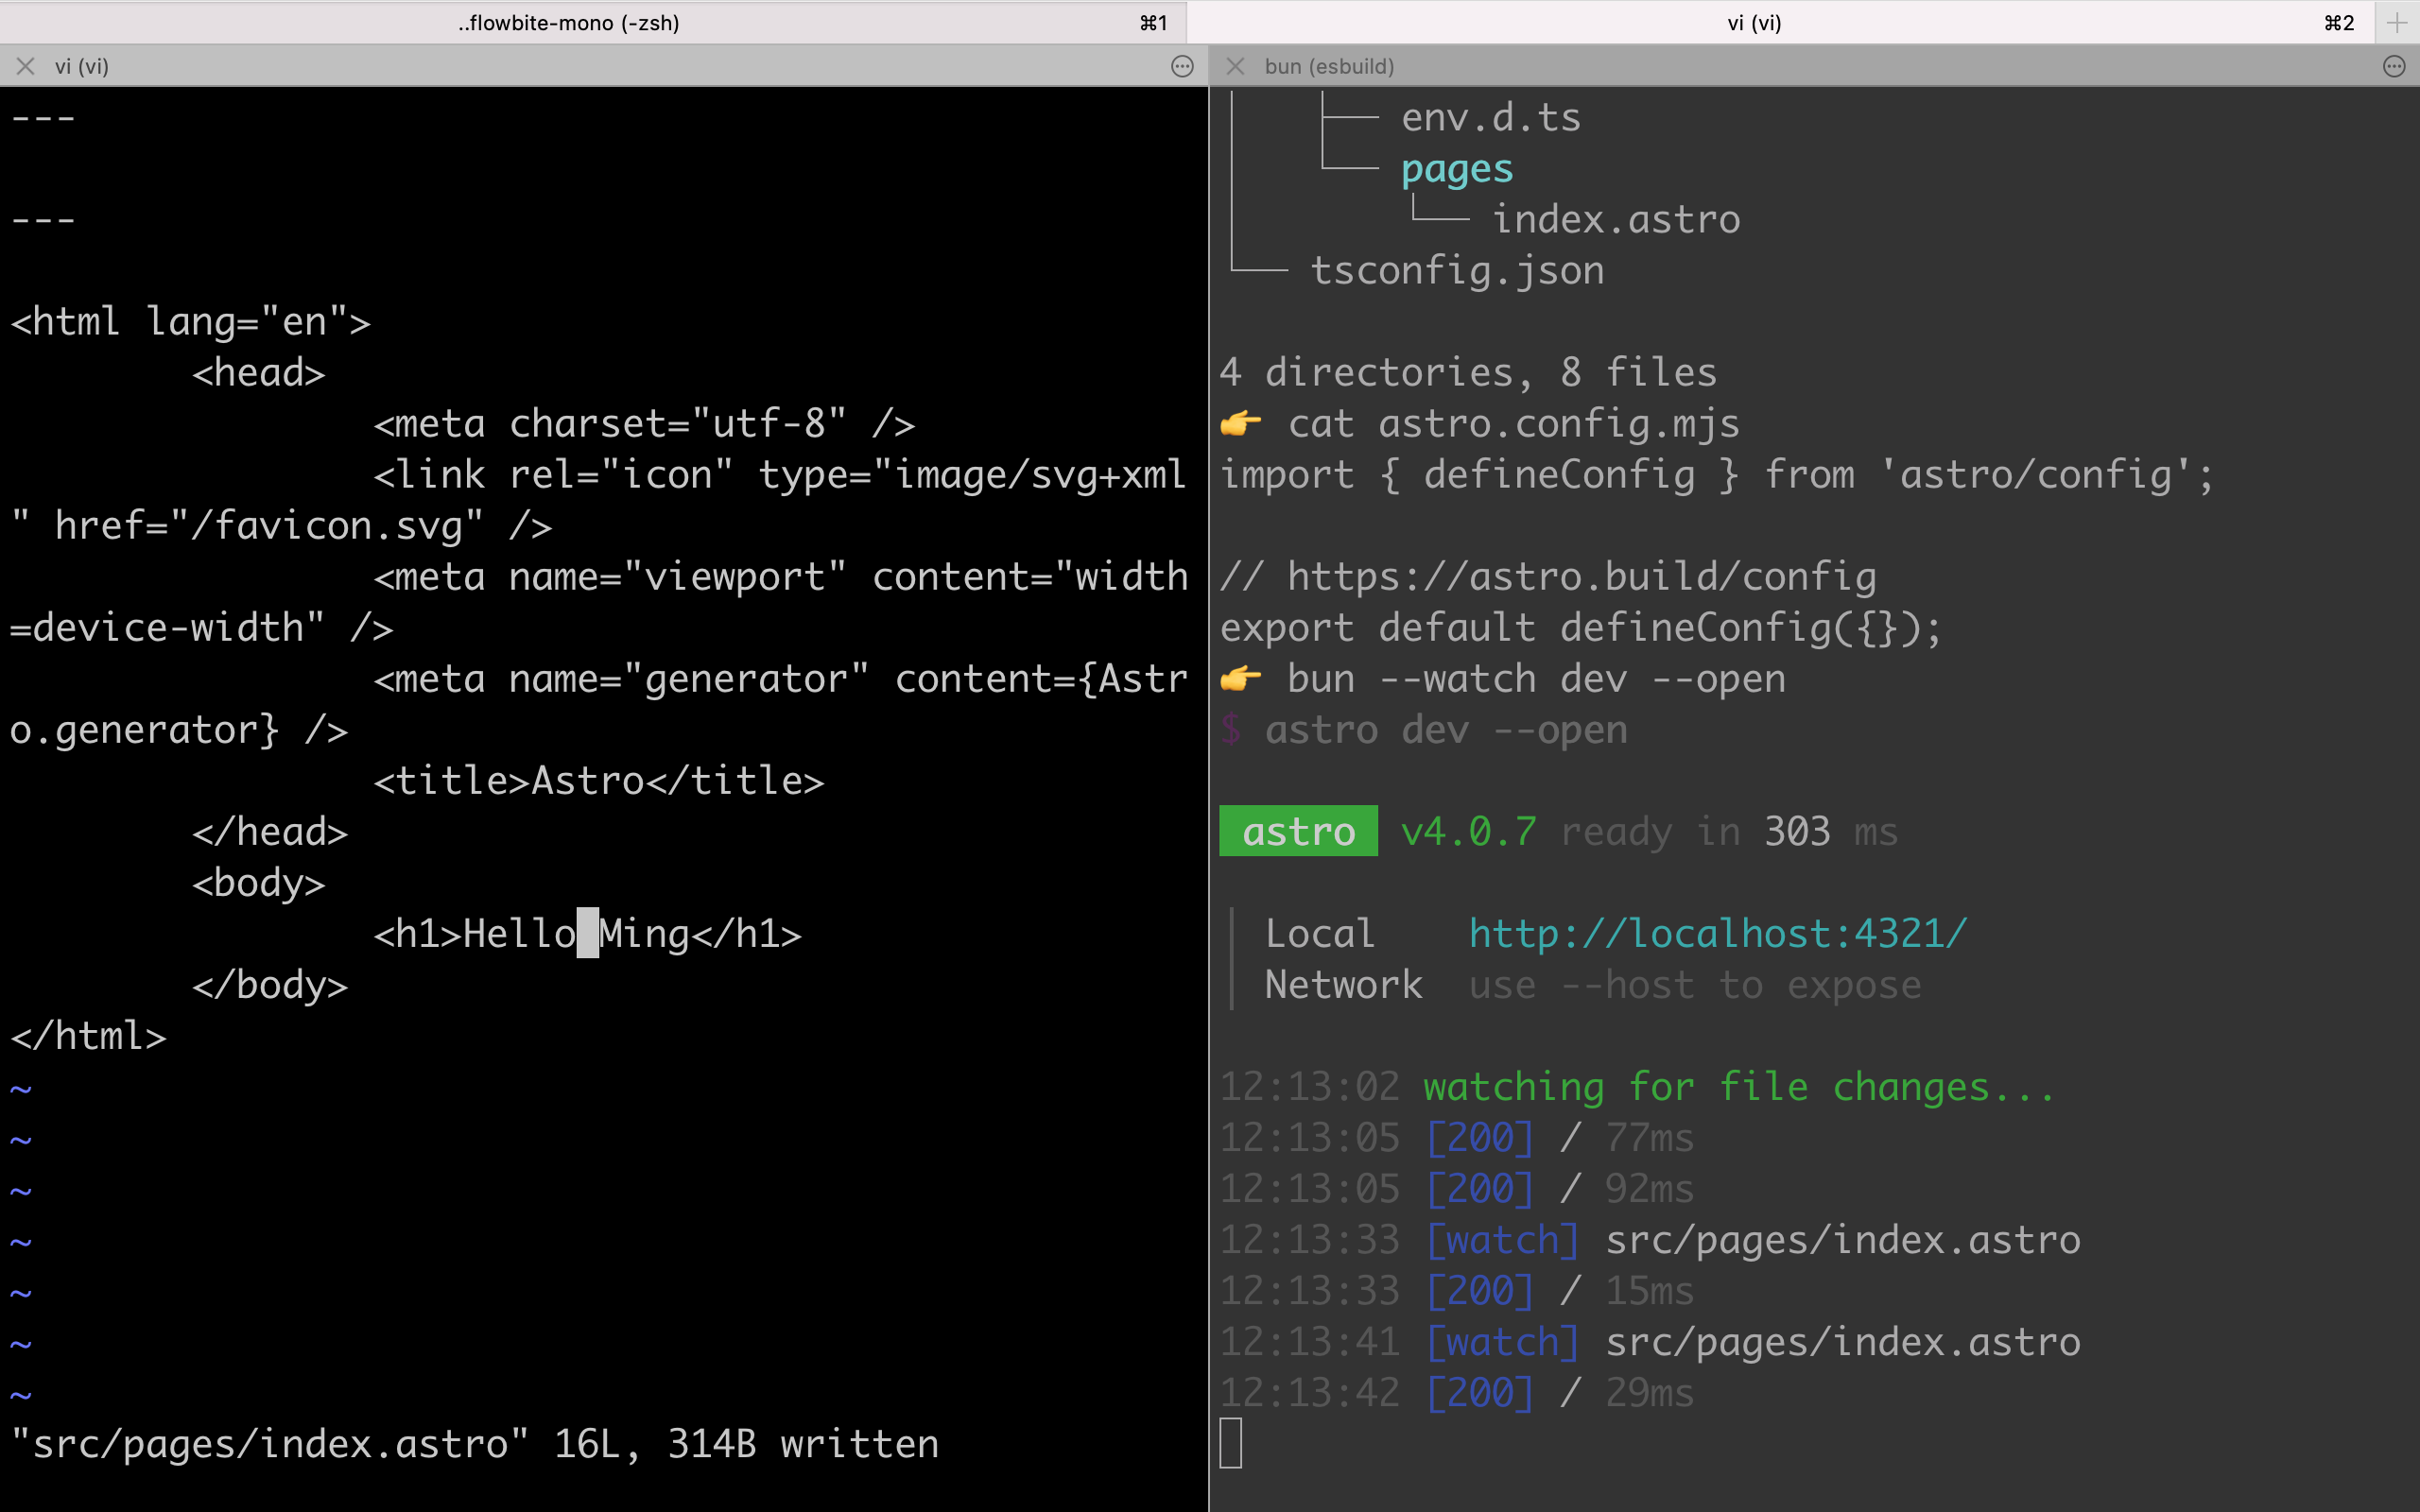 ..flowbite-mono (-zsh) ⌘1 vi (vi) ⌘2
vi (vi)
---

---

<html lang="en">
        <head>
                <meta charset="utf-8" />
                <link rel="icon" type="image/svg+xml
" href="/favicon.svg" />
                <meta name="viewport" content="width
=device-width" />
                <meta name="generator" content={Astr
o.generator} />
                <title>Astro</title>
        </head>
        <body>
                <h1>Hello Ming</h1>
        </body>
</html>
~
~
~
~
~
~
~
"src/pages/index.astro" 16L, 314B written
bun (esbuild)
│   ├── env.d.ts
│   └── pages
│       └── index.astro
└── tsconfig.json

4 directories, 8 files
👉 cat astro.config.mjs
import { defineConfig } from 'astro/config';

// https://astro.build/config
export default defineConfig({});
👉 bun --watch dev --open
$ astro dev --open

astro v4.0.7 ready in 303 ms

┃ Local    http://localhost:4321/
┃ Network  use --host to expose

12:13:02 watching for file changes...
12:13:05 [200] / 77ms
12:13:05 [200] / 92ms
12:13:33 [watch] src/pages/index.astro
12:13:33 [200] / 15ms
12:13:41 [watch] src/pages/index.astro
12:13:42 [200] / 29ms